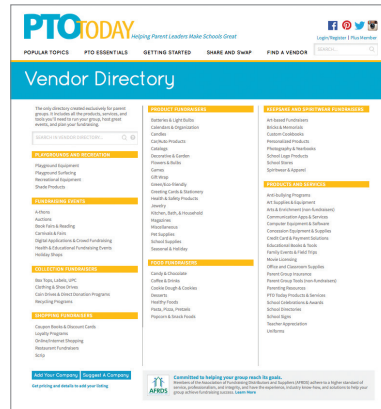 PTO TODAY Helping Parent Leaders Make Schools Great
Login/Register | Plus Member
POPULAR TOPICS PTO ESSENTIALS GETTING STARTED SHARE AND SWAP FIND A VENDOR SEARCH...
Vendor Directory
The only directory created exclusively for parent
groups. It includes all the products, services, and
tools you'll need to run your group, host great
events, and plan your fundraising.
SEARCH IN VENDOR DIRECTORY...
PLAYGROUNDS AND RECREATION
Playground Equipment
Playground Surfacing
Recreational Equipment
Shade Products
FUNDRAISING EVENTS
A-thons
Auctions
Book Fairs & Reading
Carnivals & Fairs
Digital Applications & Crowd Fundraising
Health & Educational Fundraising Events
Holiday Shops
COLLECTION FUNDRAISERS
Box Tops, Labels, UPC
Clothing & Shoe Drives
Coin Drives & Direct Donation Programs
Recycling Programs
SHOPPING FUNDRAISERS
Coupon Books & Discount Cards
Loyalty Programs
Online/Internet Shopping
Restaurant Fundraisers
Scrip
Add Your Company Suggest A Company
Get pricing and details to add your listing.
PRODUCT FUNDRAISERS
Batteries & Light Bulbs
Calendars & Organization
Candles
Car/Auto Products
Catalogs
Decorative & Garden
Flowers & Bulbs
Games
Gift Wrap
Green/Eco-friendly
Greeting Cards & Stationery
Health & Safety Products
Jewelry
Kitchen, Bath, & Household
Magazines
Miscellaneous
Pet Supplies
School Supplies
Seasonal & Holiday
FOOD FUNDRAISERS
Candy & Chocolate
Coffee & Drinks
Cookie Dough & Cookies
Desserts
Healthy Foods
Pasta, Pizza, Pretzels
Popcorn & Snack Foods
KEEPSAKE AND SPIRITWEAR FUNDRAISERS
Art-based Fundraisers
Bricks & Memorials
Custom Cookbooks
Personalized Products
Photography & Yearbooks
School Logo Products
School Stores
Spiritwear & Apparel
PRODUCTS AND SERVICES
Anti-bullying Programs
Art Supplies & Equipment
Arts & Enrichment (non-fundraisers)
Communication Apps & Services
Computer Equipment & Software
Concession Equipment & Supplies
Credit Card & Payment Solutions
Educational Books & Tools
Family Events & Field Trips
Movie Licensing
Office and Classroom Supplies
Parent Group Insurance
Parent Group Tools (non-fundraisers)
Parenting Resources
PTO Today Products & Services
School Celebrations & Awards
School Directories
School Signs
Teacher Appreciation
Uniforms
AFRDS
Committed to helping your group reach its goals.
Members of the Association of Fundraising Distributors and Suppliers (AFRDS) adhere to a higher standard of
service, professionalism, and integrity, and have the experience, industry know-how, and solutions to help your
group achieve fundraising success. Learn More